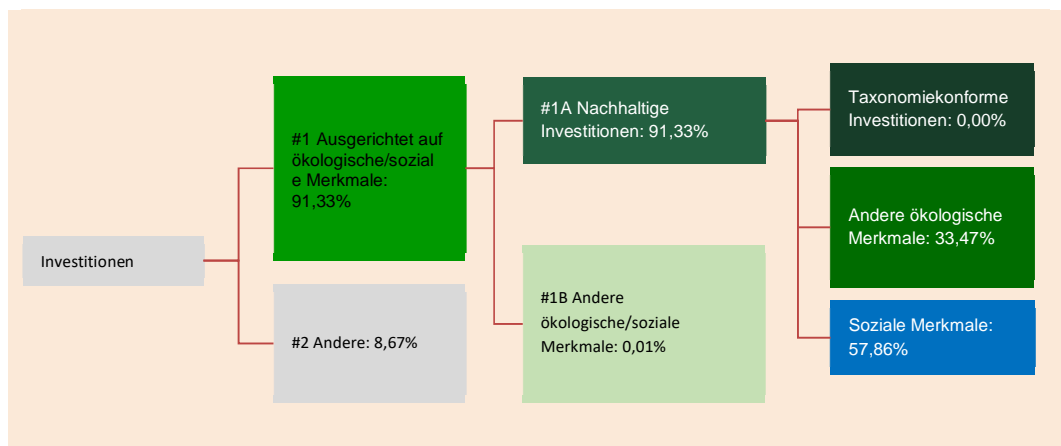 Investitionen
#1 Ausgerichtet auf
ökologische/sozial
e Merkmale:
91,33%
#2 Andere: 8,67%
#1A Nachhaltige
Investitionen: 91,33%
#1B Andere
ökologische/soziale
Merkmale: 0,01%
Taxonomiekonforme
Investitionen: 0,00%
Andere ökologische
Merkmale: 33,47%
Soziale Merkmale:
57,86%